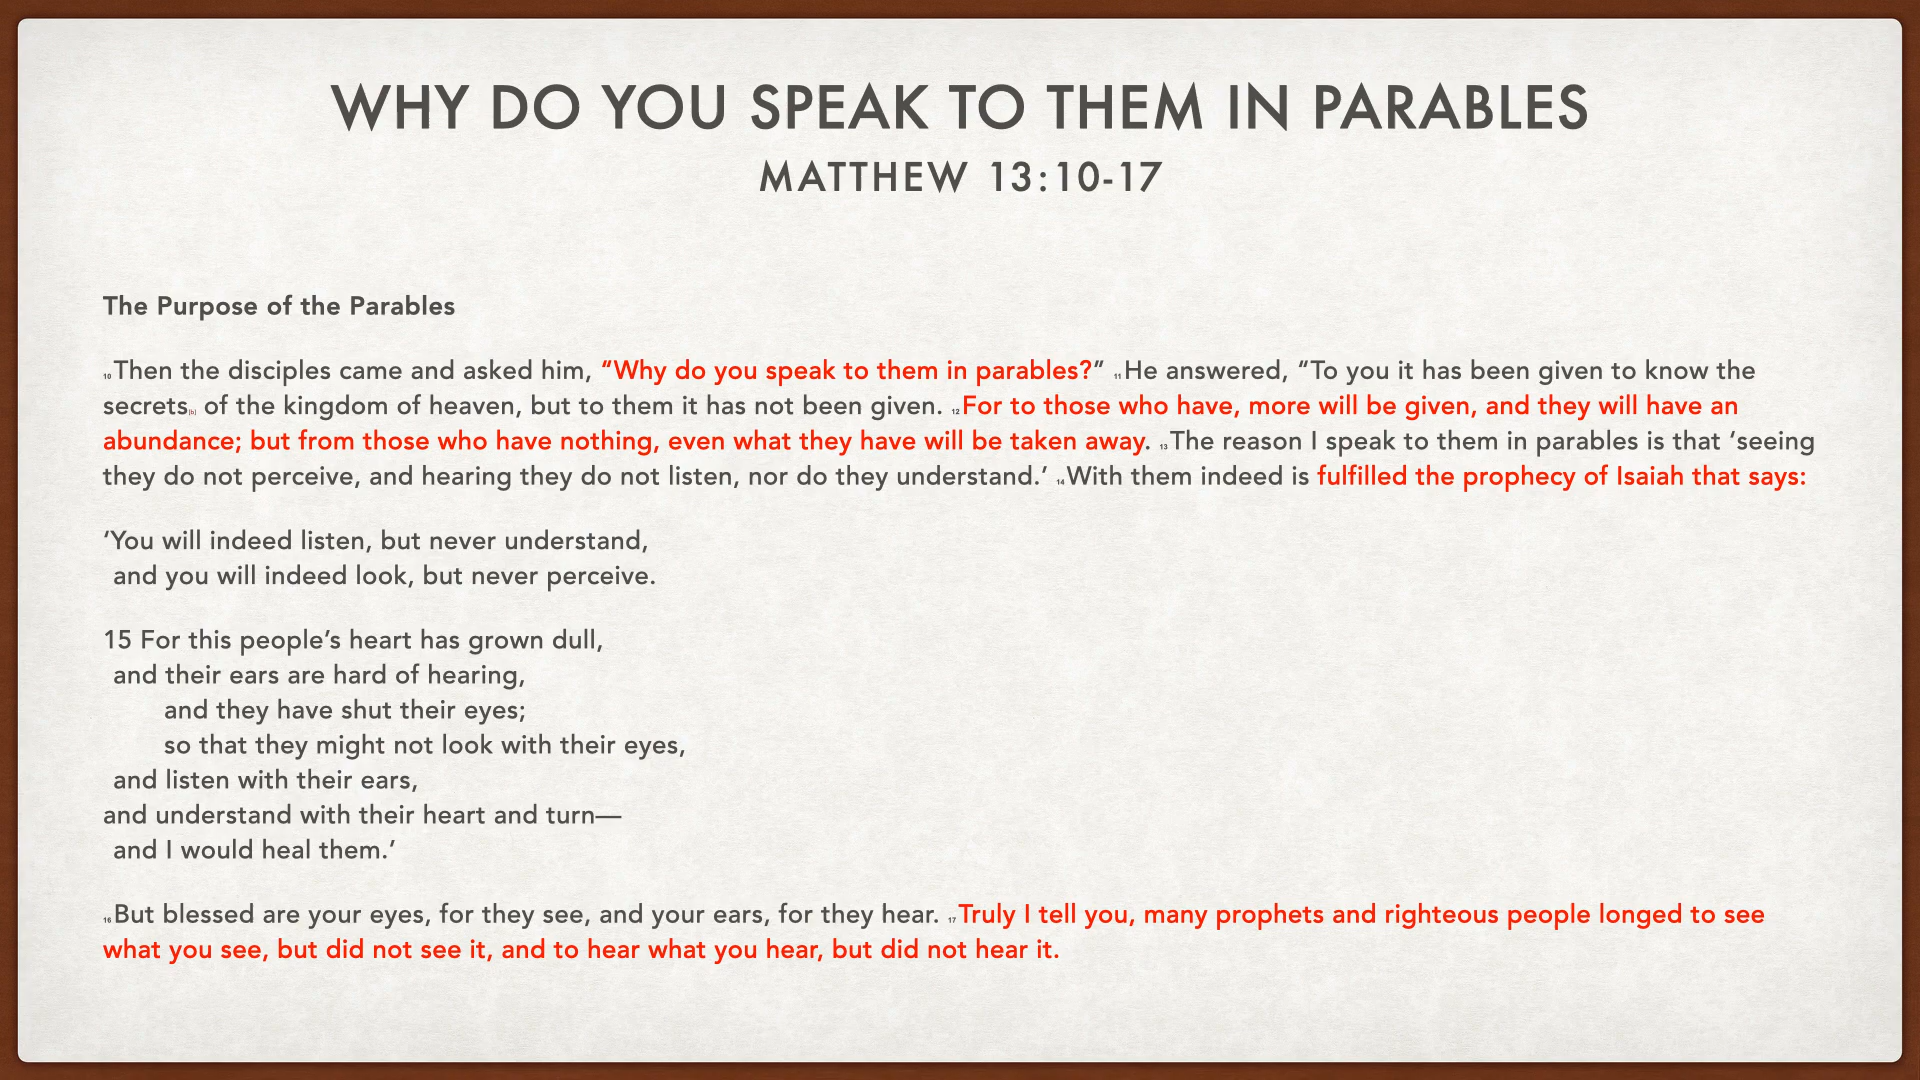 WHY DO YOU SPEAK TO THEM IN PARABLES
MATTHEW 13:10-17
The Purpose of the Parables
10Then the disciples came and asked him, “Why do you speak to them in parables?” 11He answered, “To you it has been given to know the
secrets[b] of the kingdom of heaven, but to them it has not been given. 12For to those who have, more will be given, and they will have an
abundance; but from those who have nothing, even what they have will be taken away. 13The reason I speak to them in parables is that ‘seeing
they do not perceive, and hearing they do not listen, nor do they understand.’ 14With them indeed is fulfilled the prophecy of Isaiah that says:
‘You will indeed listen, but never understand,
and you will indeed look, but never perceive.
15 For this people’s heart has grown dull,
and their ears are hard of hearing,
and they have shut their eyes;
so that they might not look with their eyes,
and listen with their ears,
and understand with their heart and turn—
and I would heal them.’
16But blessed are your eyes, for they see, and your ears, for they hear. 17Truly I tell you, many prophets and righteous people longed to see
what you see, but did not see it, and to hear what you hear, but did not hear it.